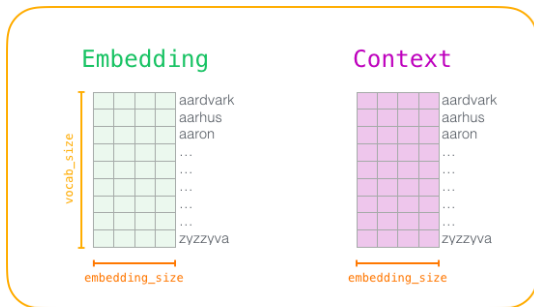 Embedding
Context
vocab_size
aardvark
aarhus
aaron
...
...
...
...
...
zyzzyva
embedding_size
aardvark
aarhus
aaron
...
...
...
...
...
zyzzyva
embedding_size